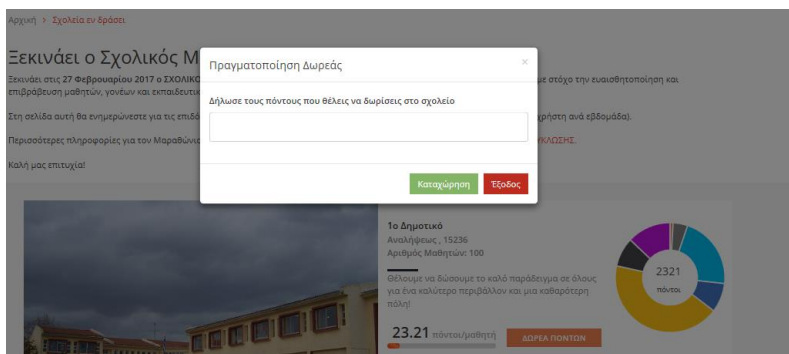 Αρχική > Σχολεία εν δράσει
Ξεκινάει ο Σχολικός Μ
Ξεκινάει στις 27 Φεβρουαρίου 2017 ο ΣΧΟΛΙΚΟ
με στόχο την ευαισθητοποίηση και
επιβράβευση μαθητών, γονέων και εκπαιδευτικ
Στη σελίδα αυτή θα ενημερώνεστε για τις επιδό
χρήστη ανά εβδομάδα).
Περισσότερες πληροφορίες για τον Μαραθώνιο
ΥΚΛΩΣΗΣ.
Καλή μας επιτυχία!
Πραγματοποίηση Δωρεάς
×
Δήλωσε τους πόντους που θέλεις να δωρίσεις στο σχολείο
Καταχώρηση Έξοδος
1ο Δημοτικό
Αναλήψεως , 15236
Αριθμός Μαθητών: 100
Θέλουμε να δώσουμε το καλό παράδειγμα σε όλους
για ένα καλύτερο περιβάλλον και μια καθαρότερη
πόλη!
23.21 πόντοι/μαθητή
ΔΩΡΕΑ ΠΟΝΤΩΝ
2321
πόντοι